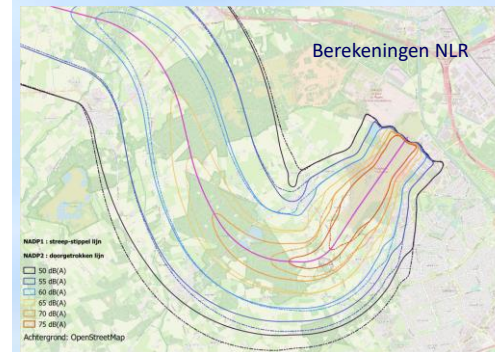 Berekeningen NLR
NADP1 : streep-stippel lijn
NADP2 : doorgetrokken lijn
50 dB(A)
55 dB(A)
60 dB(A)
65 dB(A)
70 dB(A)
75 dB(A)
Achtergrond: OpenStreetMap